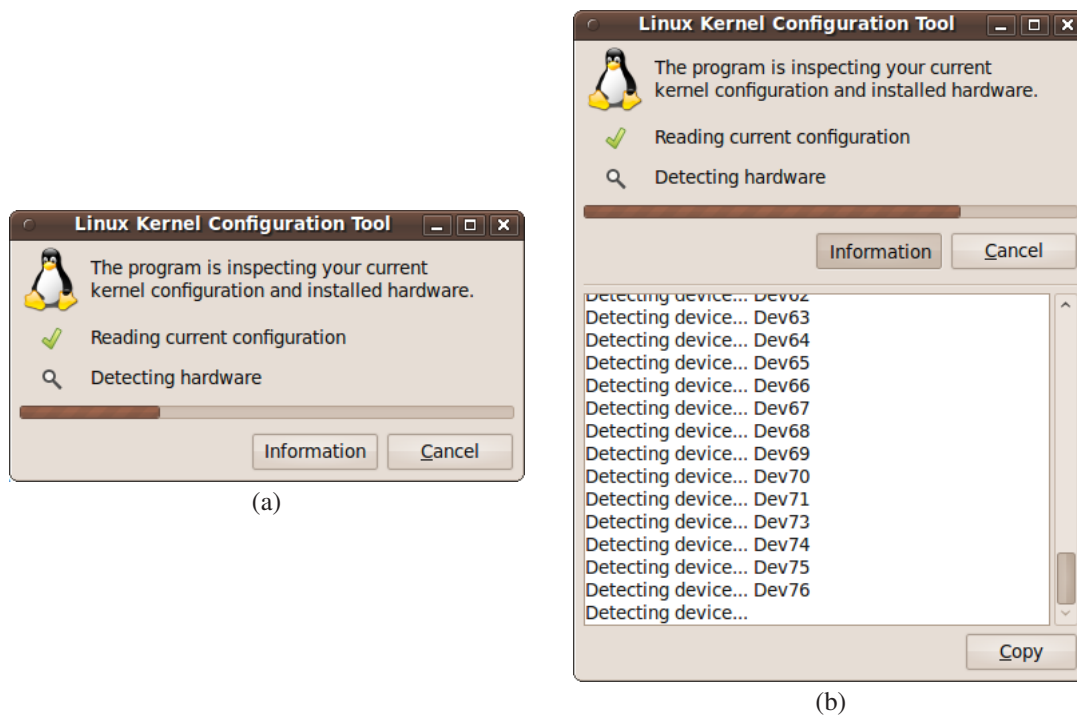 Linux Kernel Configuration Tool
The program is inspecting your current
kernel configuration and installed hardware.
Reading current configuration
Detecting hardware
Information
Cancel
(a)
Linux Kernel Configuration Tool
The program is inspecting your current
kernel configuration and installed hardware.
Reading current configuration
Detecting hardware
Information
Cancel
Detecting device... Dev62
Detecting device... Dev63
Detecting device... Dev64
Detecting device... Dev65
Detecting device... Dev66
Detecting device... Dev67
Detecting device... Dev68
Detecting device... Dev69
Detecting device... Dev70
Detecting device... Dev71
Detecting device... Dev73
Detecting device... Dev74
Detecting device... Dev75
Detecting device... Dev76
Detecting device...
Copy
(b)